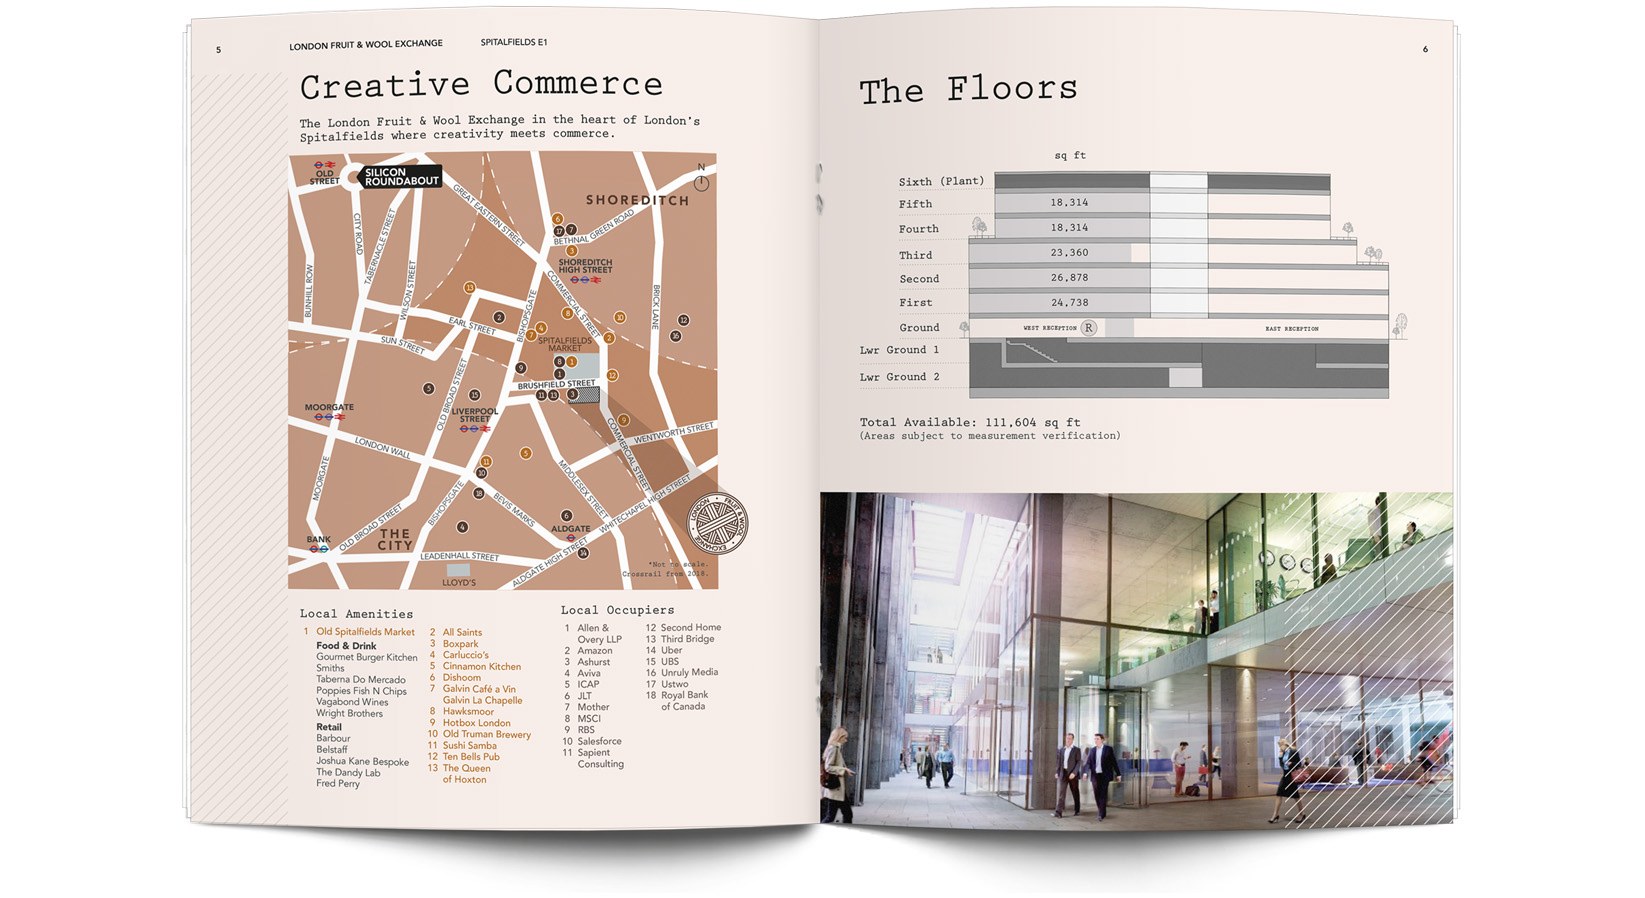 5
LONDON FRUIT & WOOL EXCHANGE
SPITALFIELDS E1
Creative Commerce
The London Fruit & Wool Exchange in the heart of London's
Spitalfields where creativity meets commerce.
OLD
STREET
SILICON
ROUNDABOUT
N
SHOREDITCH
GREAT EASTERN STREET
CITY ROAD
TABERNACLE STREET
BUNHILL ROW
WILSON STREET
6
17 7
BETHNAL GREEN ROAD
3
SHOREDITCH
HIGH STREET
COMMERCIAL STREET
BRICK LANE
BISHOPSGATE
13
2
EARL STREET
SUN STREET
8
10
4
7
2
12
16
SPITALFIELDS
MARKET
8 1
1
9
12
BRUSHFIELD STREET
11 13 3
5
15
OLD BROAD STREET
LIVERPOOL
STREET
MOORGATE
9
COMMERCIAL STREET
WENTWORTH STREET
LONDON WALL
5
11
10
18
MOORGATE
MIDDLESEX STREET
BISHOPSGATE
BEVIS MARKS
WHITECHAPEL HIGH STREET
LONDON FRUIT & WOOL EXCHANGE
4
6
ALDGATE
OLD BROAD STREET
BANK
THE
CITY
14
LEADENHALL STREET
ALDGATE HIGH STREET
LLOYD'S
*Not to scale.
Crossrail from 2018.
Local Amenities
1 Old Spitalfields Market
Food & Drink
Gourmet Burger Kitchen
Smiths
Taberna Do Mercado
Poppies Fish N Chips
Vagabond Wines
Wright Brothers
Retail
Barbour
Belstaff
Joshua Kane Bespoke
The Dandy Lab
Fred Perry
2 All Saints
3 Boxpark
4 Carluccio's
5 Cinnamon Kitchen
6 Dishoom
7 Galvin Café a Vin
Galvin La Chapelle
8 Hawksmoor
9 Hotbox London
10 Old Truman Brewery
11 Sushi Samba
12 Ten Bells Pub
13 The Queen
of Hoxton
Local Occupiers
1 Allen &
Overy LLP
2 Amazon
3 Ashurst
4 Aviva
5 ICAP
6 JLT
7 Mother
8 MSCI
9 RBS
10 Salesforce
11 Sapient
Consulting
12 Second Home
13 Third Bridge
14 Uber
15 UBS
16 Unruly Media
17 Ustwo
18 Royal Bank
of Canada
6
The Floors
sq ft
Sixth (Plant)
Fifth 18,314
Fourth 18,314
Third 23,360
Second 26,878
First 24,738
Ground WEST RECEPTION R EAST RECEPTION
Lwr Ground 1
Lwr Ground 2
Total Available: 111,604 sq ft
(Areas subject to measurement verification)